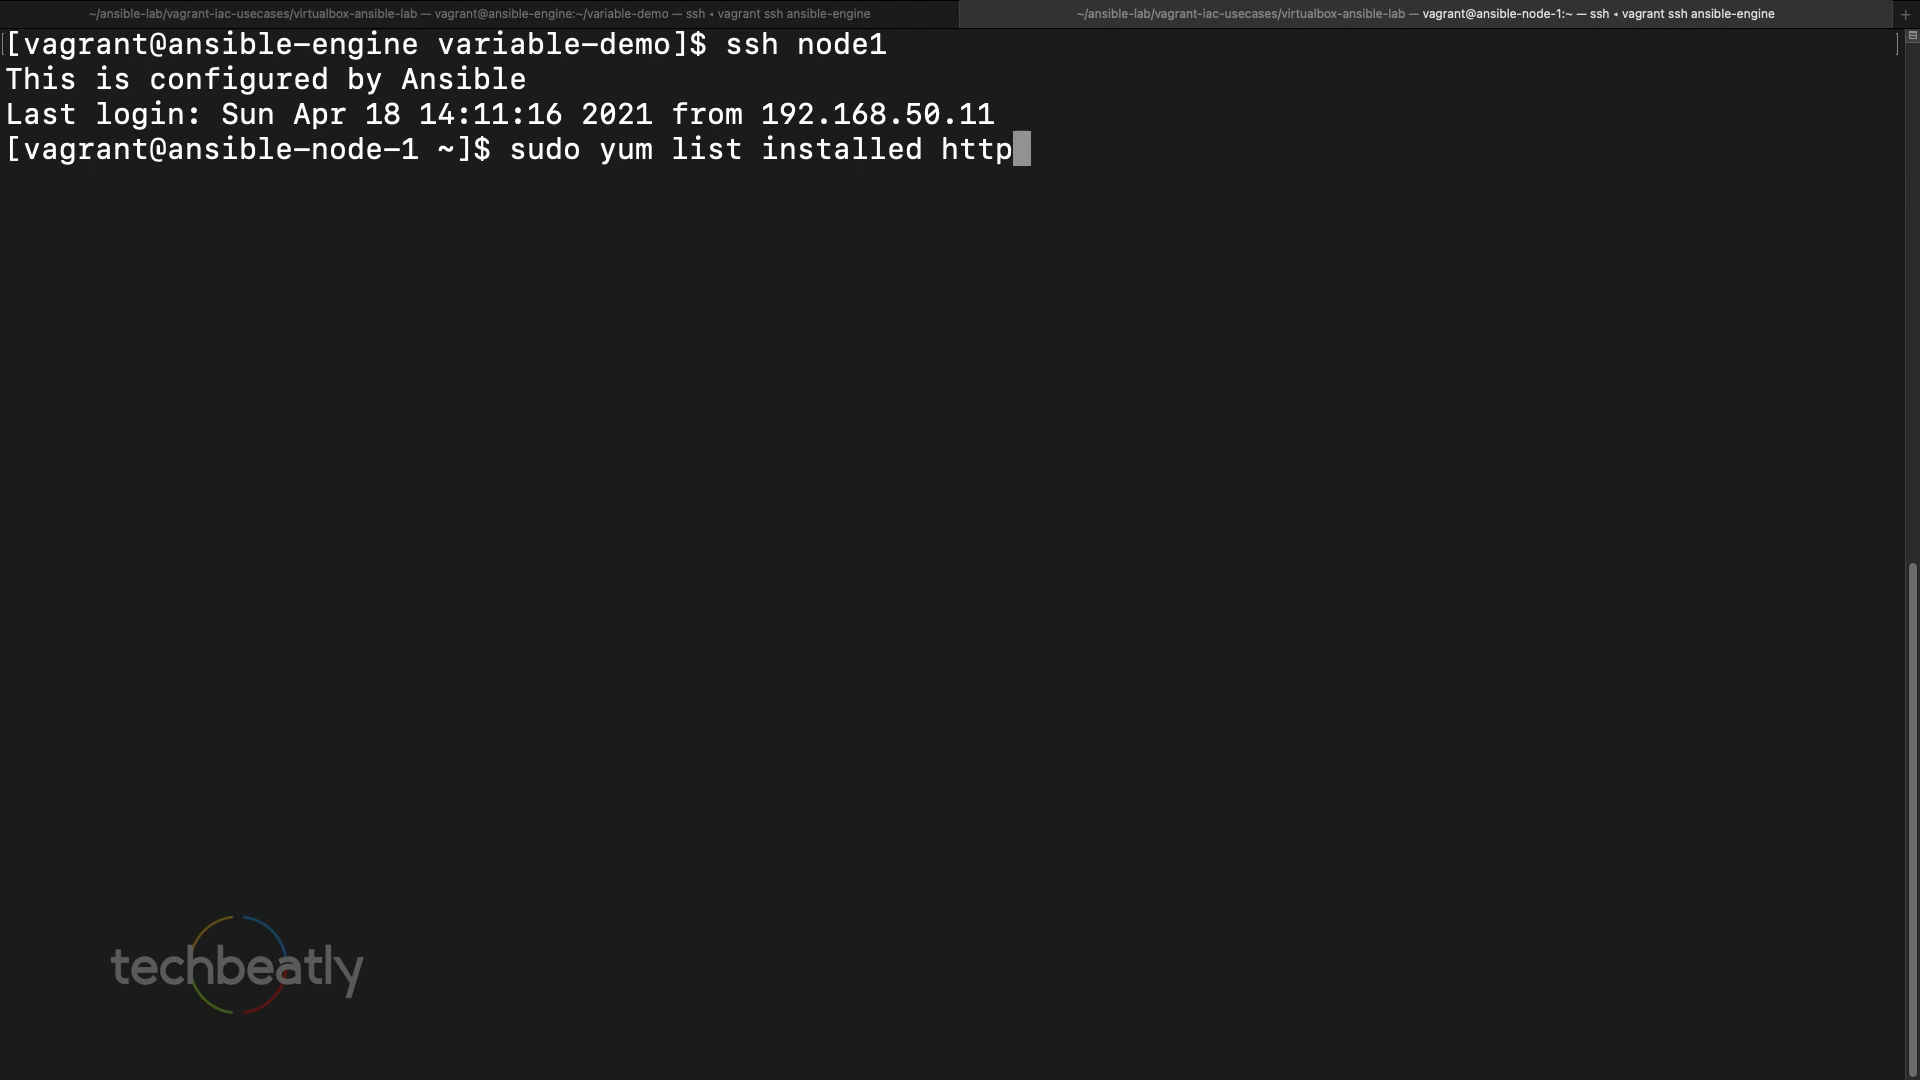 ~/ansible-lab/vagrant-iac-usecases/virtualbox-ansible-lab — vagrant@ansible-engine:~/variable-demo — ssh ◂ vagrant ssh ansible-engine
~/ansible-lab/vagrant-iac-usecases/virtualbox-ansible-lab — vagrant@ansible-node-1:~ — ssh ◂ vagrant ssh ansible-engine
[vagrant@ansible-engine variable-demo]$ ssh node1
This is configured by Ansible
Last login: Sun Apr 18 14:11:16 2021 from 192.168.50.11
[vagrant@ansible-node-1 ~]$ sudo yum list installed http
techbeatly